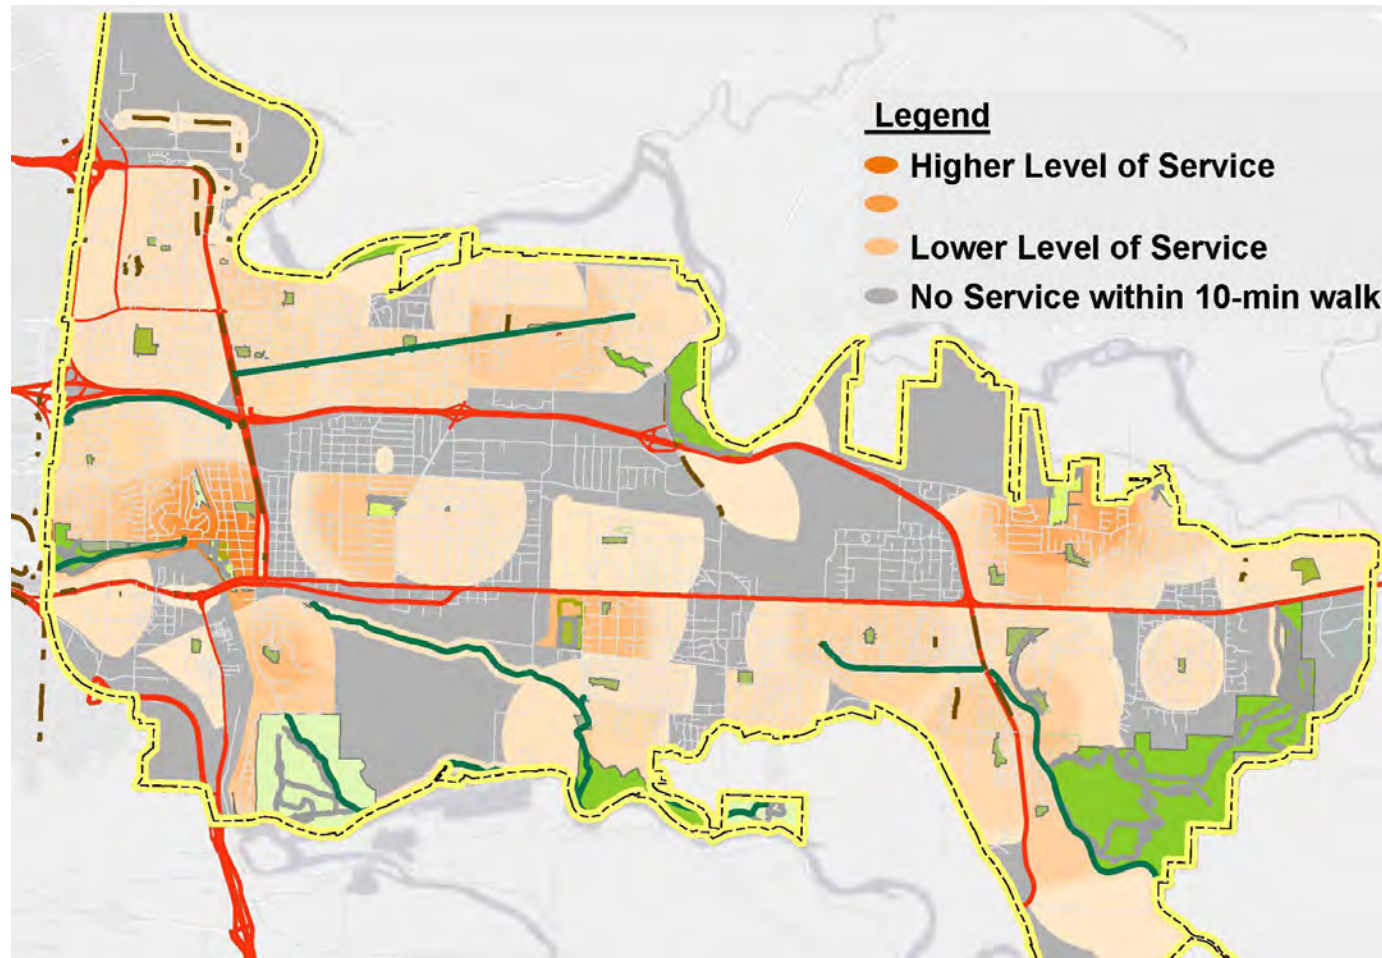 Legend
Higher Level of Service
Lower Level of Service
No Service within 10-min walk